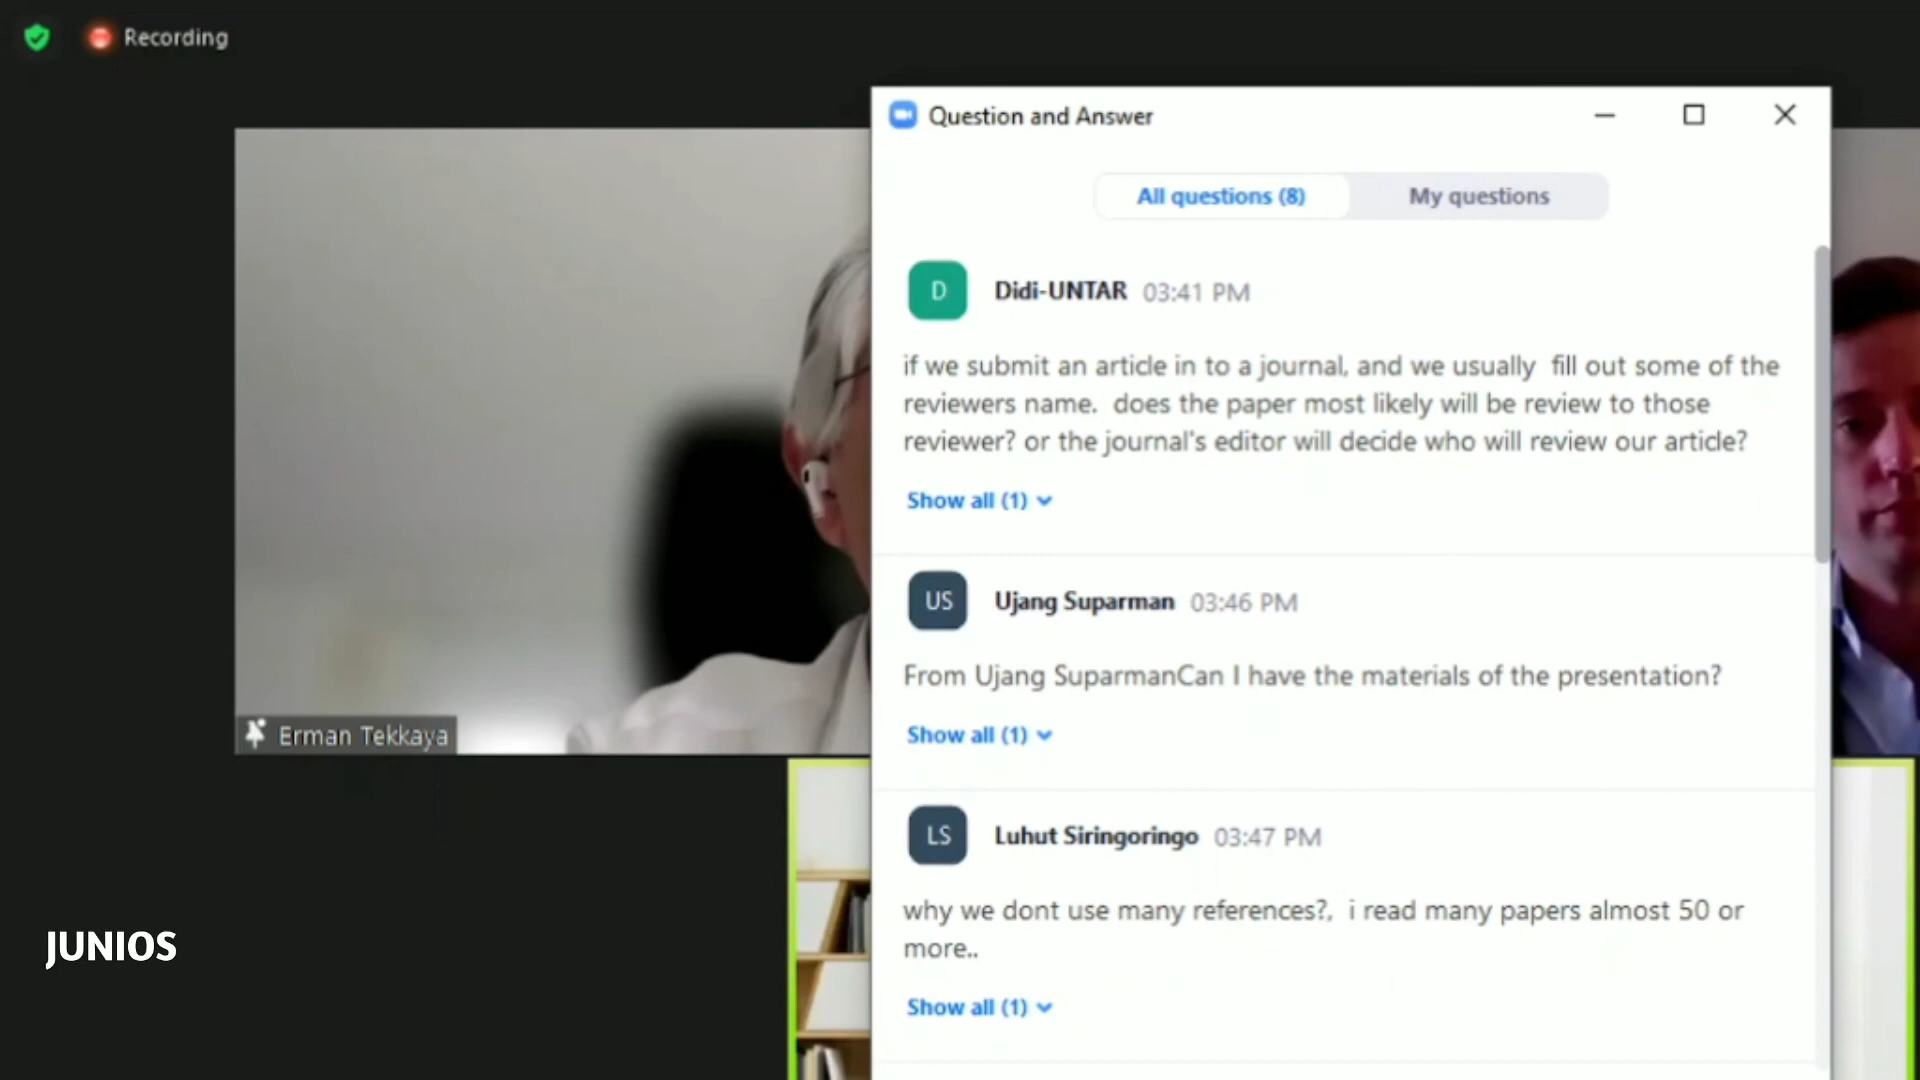 Recording
Question and Answer
All questions (8) My questions
D Didi-UNTAR 03:41 PM
if we submit an article in to a journal, and we usually fill out some of the
reviewers name. does the paper most likely will be review to those
reviewer? or the journal's editor will decide who will review our article?
Show all (1)
US Ujang Suparman 03:46 PM
From Ujang SuparmanCan I have the materials of the presentation?
Show all (1)
Erman Tekkaya
LS Luhut Siringoringo 03:47 PM
why we dont use many references?, i read many papers almost 50 or
more..
Show all (1)
JUNIOS